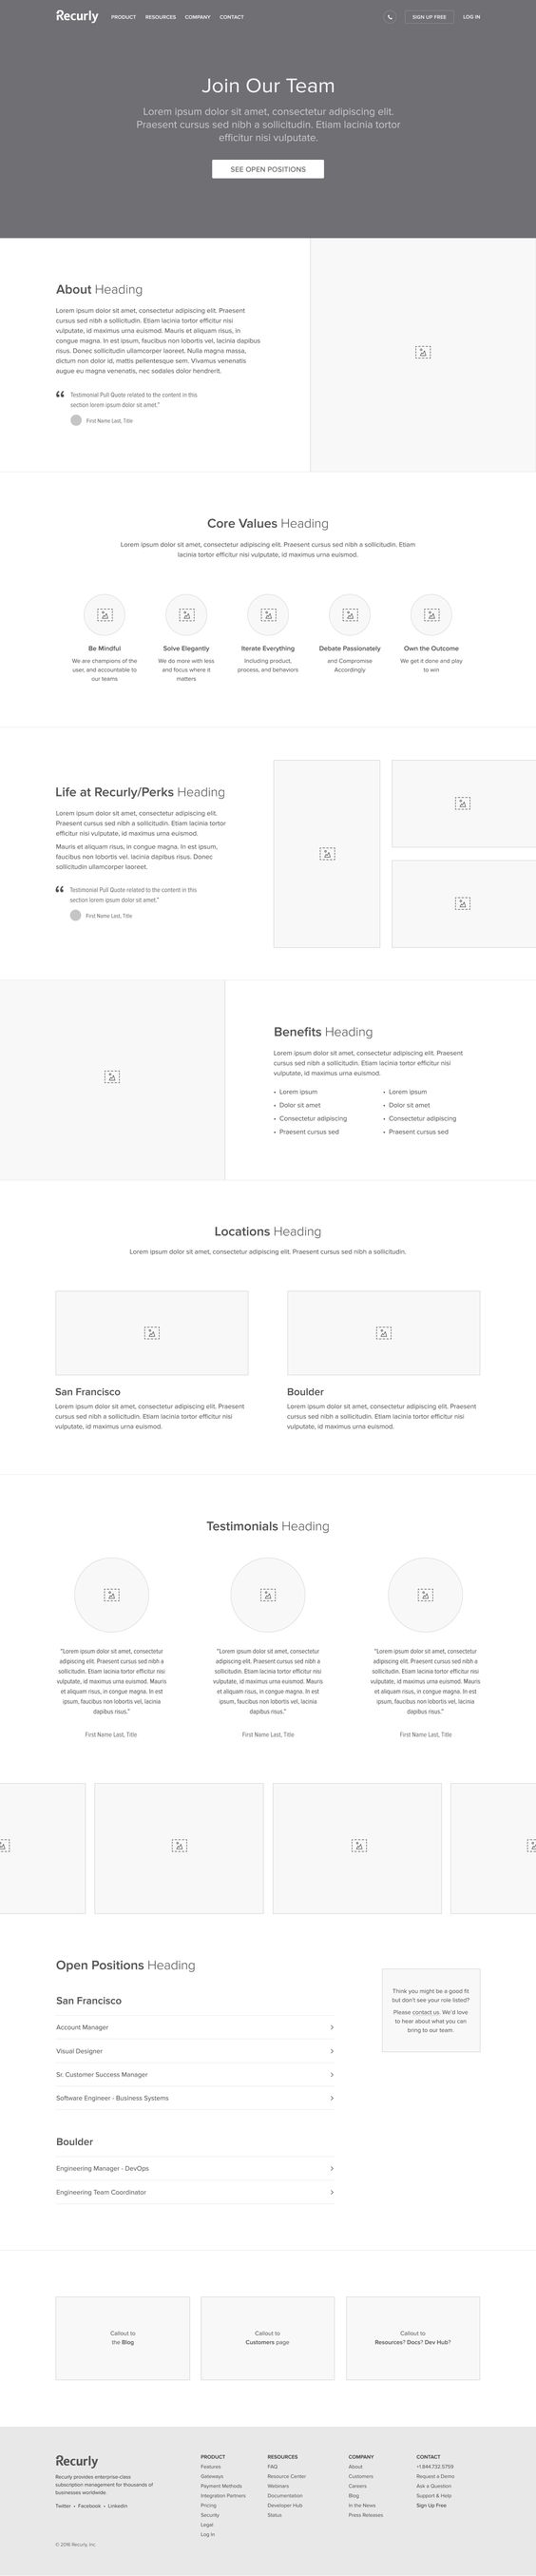 Recurly PRODUCT RESOURCES COMPANY CONTACT SIGN UP FREE LOG IN
Join Our Team
Lorem ipsum dolor sit amet, consectetur adipiscing elit.
Praesent cursus sed nibh a sollicitudin. Etiam lacinia tortor
efficitur nisi vulputate.
SEE OPEN POSITIONS
About Heading
Lorem ipsum dolor sit amet, consectetur adipiscing elit. Praesent
cursus sed nibh a sollicitudin. Etiam lacinia tortor efficitur nisi
vulputate, id maximus urna euismod. Mauris et aliquam risus, in
congue magna. In est ipsum, faucibus non lobortis vel, lacinia dapibus
risus. Donec sollicitudin ullamcorper laoreet. Nulla magna massa,
dictum non dolor id, mattis pellentesque sem. Vivamus venenatis
augue eu magna venenatis, nec sodales dolor hendrerit.
“ Testimonial Pull Quote related to the content in this
section lorem ipsum dolor sit amet.”
First Name Last, Title
Core Values Heading
Lorem ipsum dolor sit amet, consectetur adipiscing elit. Praesent cursus sed nibh a sollicitudin. Etiam
lacinia tortor efficitur nisi vulputate, id maximus urna euismod.
Be Mindful
We are champions of the
user, and accountable to
our teams
Solve Elegantly
We do more with less
and focus where it
matters
Iterate Everything
Including product,
process, and behaviors
Debate Passionately
and Compromise
Accordingly
Own the Outcome
We get it done and play
to win
Life at Recurly/Perks Heading
Lorem ipsum dolor sit amet, consectetur adipiscing elit.
Praesent cursus sed nibh a sollicitudin. Etiam lacinia tortor
efficitur nisi vulputate, id maximus urna euismod.
Mauris et aliquam risus, in congue magna. In est ipsum,
faucibus non lobortis vel, lacinia dapibus risus. Donec
sollicitudin ullamcorper laoreet.
“ Testimonial Pull Quote related to the content in this
section lorem ipsum dolor sit amet.”
First Name Last, Title
Benefits Heading
Lorem ipsum dolor sit amet, consectetur adipiscing elit. Praesent
cursus sed nibh a sollicitudin. Etiam lacinia tortor efficitur nisi
vulputate, id maximus urna euismod.
• Lorem ipsum
• Dolor sit amet
• Consectetur adipiscing
• Praesent cursus sed
• Lorem ipsum
• Dolor sit amet
• Consectetur adipiscing
• Praesent cursus sed
Locations Heading
Lorem ipsum dolor sit amet, consectetur adipiscing elit. Praesent cursus sed nibh a sollicitudin.
San Francisco
Lorem ipsum dolor sit amet, consectetur adipiscing elit. Praesent
cursus sed nibh a sollicitudin. Etiam lacinia tortor efficitur nisi
vulputate, id maximus urna euismod.
Boulder
Lorem ipsum dolor sit amet, consectetur adipiscing elit. Praesent
cursus sed nibh a sollicitudin. Etiam lacinia tortor efficitur nisi
vulputate, id maximus urna euismod.
Testimonials Heading
“Lorem ipsum dolor sit amet, consectetur
adipiscing elit. Praesent cursus sed nibh a
sollicitudin. Etiam lacinia tortor efficitur nisi
vulputate, id maximus urna euismod. Mauris
et aliquam risus, in congue magna. In est
ipsum, faucibus non lobortis vel, lacinia
dapibus risus.”
First Name Last, Title
“Lorem ipsum dolor sit amet, consectetur
adipiscing elit. Praesent cursus sed nibh a
sollicitudin. Etiam lacinia tortor efficitur nisi
vulputate, id maximus urna euismod. Mauris
et aliquam risus, in congue magna. In est
ipsum, faucibus non lobortis vel, lacinia
dapibus risus.”
First Name Last, Title
“Lorem ipsum dolor sit amet, consectetur
adipiscing elit. Praesent cursus sed nibh a
sollicitudin. Etiam lacinia tortor efficitur nisi
vulputate, id maximus urna euismod. Mauris
et aliquam risus, in congue magna. In est
ipsum, faucibus non lobortis vel, lacinia
dapibus risus.”
First Name Last, Title
Open Positions Heading
San Francisco
Account Manager
Visual Designer
Sr. Customer Success Manager
Software Engineer - Business Systems
Boulder
Engineering Manager - DevOps
Engineering Team Coordinator
Think you might be a good fit
but don't see your role listed?
Please contact us. We'd love
to hear about what you can
bring to our team.
Callout to
the Blog
Callout to
Customers page
Callout to
Resources? Docs? Dev Hub?
Recurly
Recurly provides enterprise-class
subscription management for thousands of
businesses worldwide.
Twitter • Facebook • LinkedIn
© 2016 Recurly, Inc.
PRODUCT
Features
Gateways
Payment Methods
Integration Partners
Pricing
Security
Legal
Log In
RESOURCES
FAQ
Resource Center
Webinars
Documentation
Developer Hub
Status
COMPANY
About
Customers
Careers
Blog
In the News
Press Releases
CONTACT
+1.844.732.5759
Request a Demo
Ask a Question
Support & Help
Sign Up Free